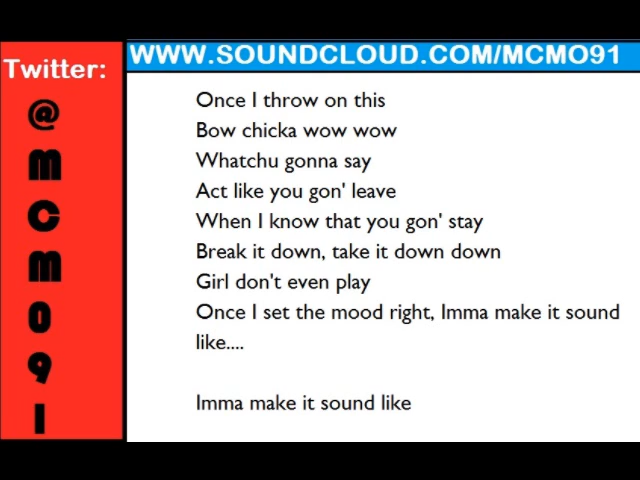 WWW.SOUNDCLOUD.COM/MCMO91
Twitter:
@
M
C
M
O
9
1
Once I throw on this
Bow chicka wow wow
Whatchu gonna say
Act like you gon' leave
When I know that you gon' stay
Break it down, take it down down
Girl don't even play
Once I set the mood right, Imma make it sound
like....
Imma make it sound like